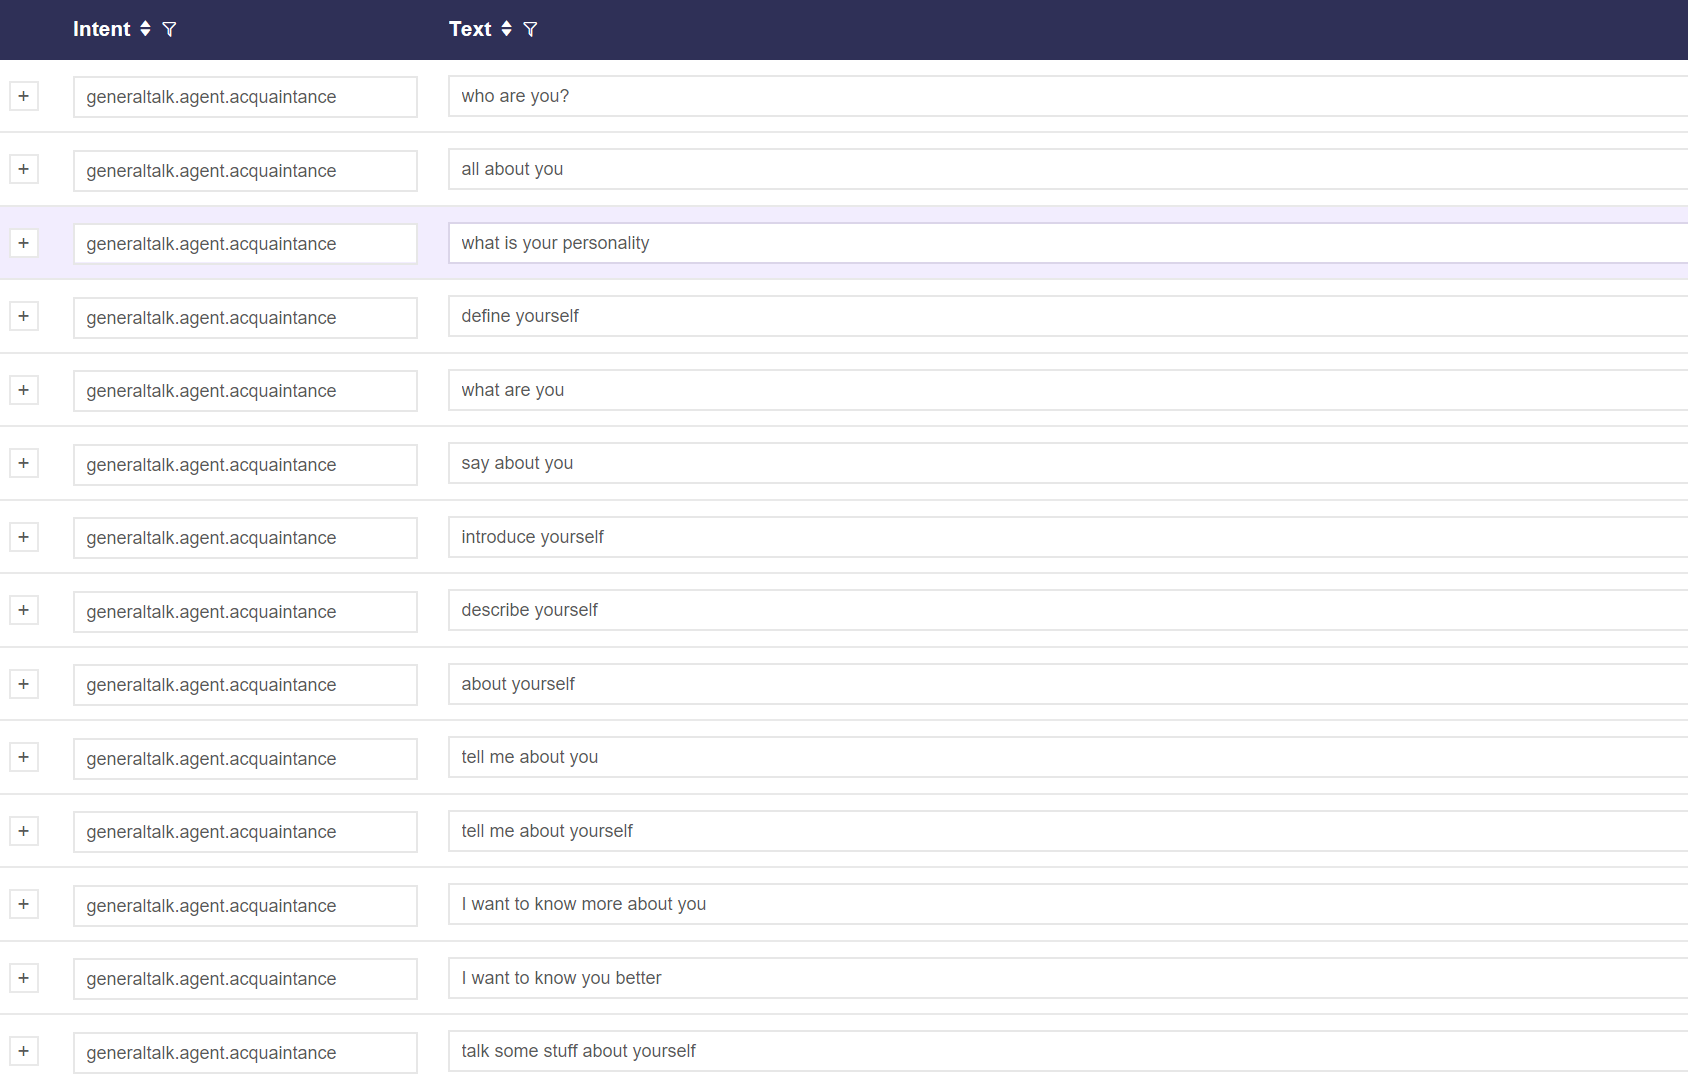 Intent Text
+ generaltalk.agent.acquaintance who are you?
+ generaltalk.agent.acquaintance all about you
+ generaltalk.agent.acquaintance what is your personality
+ generaltalk.agent.acquaintance define yourself
+ generaltalk.agent.acquaintance what are you
+ generaltalk.agent.acquaintance say about you
+ generaltalk.agent.acquaintance introduce yourself
+ generaltalk.agent.acquaintance describe yourself
+ generaltalk.agent.acquaintance about yourself
+ generaltalk.agent.acquaintance tell me about you
+ generaltalk.agent.acquaintance tell me about yourself
+ generaltalk.agent.acquaintance I want to know more about you
+ generaltalk.agent.acquaintance I want to know you better
+ generaltalk.agent.acquaintance talk some stuff about yourself